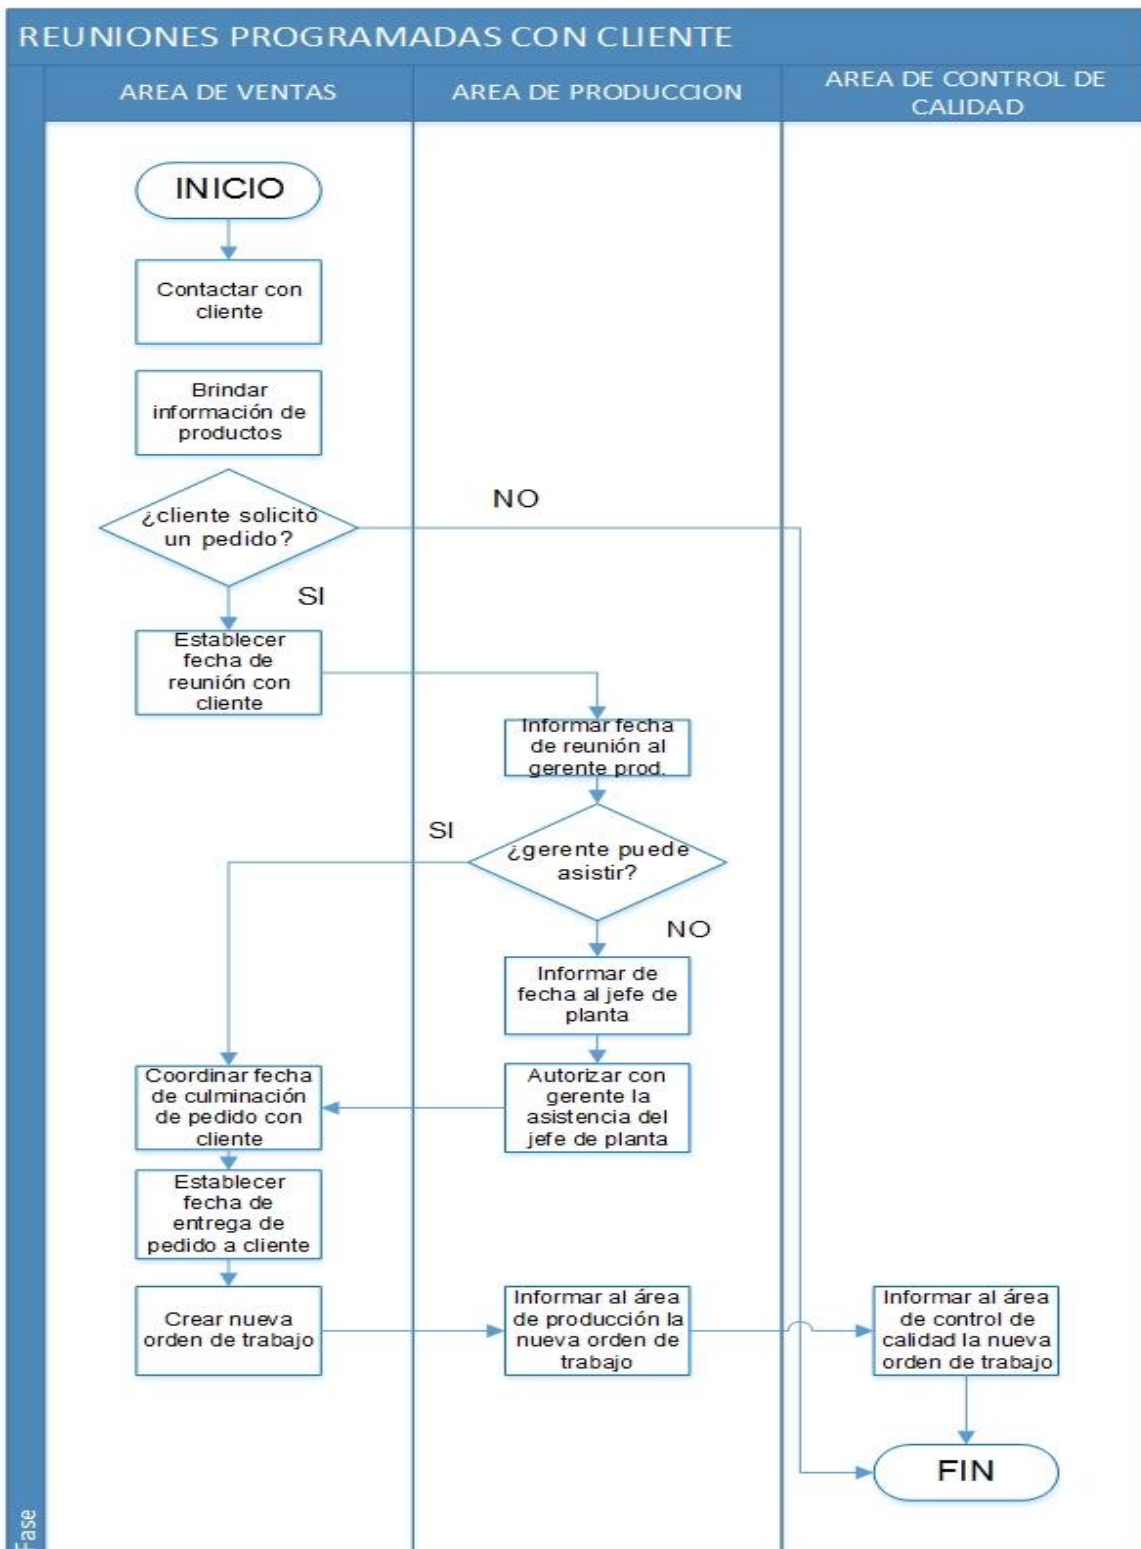 REUNIONES PROGRAMADAS CON CLIENTE
AREA DE VENTAS
AREA DE PRODUCCION
AREA DE CONTROL DE
CALIDAD
INICIO
Contactar con
cliente
Brindar
información de
productos
¿cliente solicitó
un pedido?
NO
SI
Establecer
fecha de
reunión con
cliente
Informar fecha
de reunión al
gerente prod.
SI
¿gerente puede
asistir?
NO
Informar de
fecha al jefe de
planta
Autorizar con
gerente la
asistencia del
jefe de planta
Coordinar fecha
de culminación
de pedido con
cliente
Establecer
fecha de
entrega de
pedido a cliente
Crear nueva
orden de trabajo
Informar al área
de producción la
nueva orden de
trabajo
Informar al área
de control de
calidad la nueva
orden de trabajo
FIN
Fase